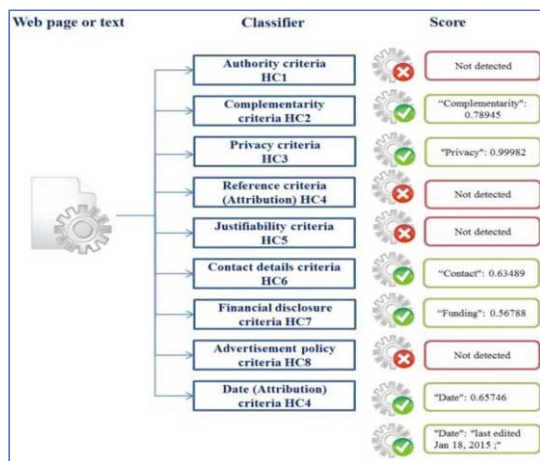 Web page or text
Classifier
Score
Authority criteria
HC1
Not detected
Complementarity
criteria HC2
"Complementarity":
0.78945
Privacy criteria
HC3
"Privacy": 0.99982
Reference criteria
(Attribution) HC4
Not detected
Justifiability criteria
HC5
Not detected
Contact details criteria
HC6
"Contact": 0.63489
Financial disclosure
criteria HC7
"Funding": 0.56788
Advertisement policy
criteria HC8
Not detected
Date (Attribution)
criteria HC4
"Date": 0.65746
"Date": "last edited
Jan 18, 2015 ;"